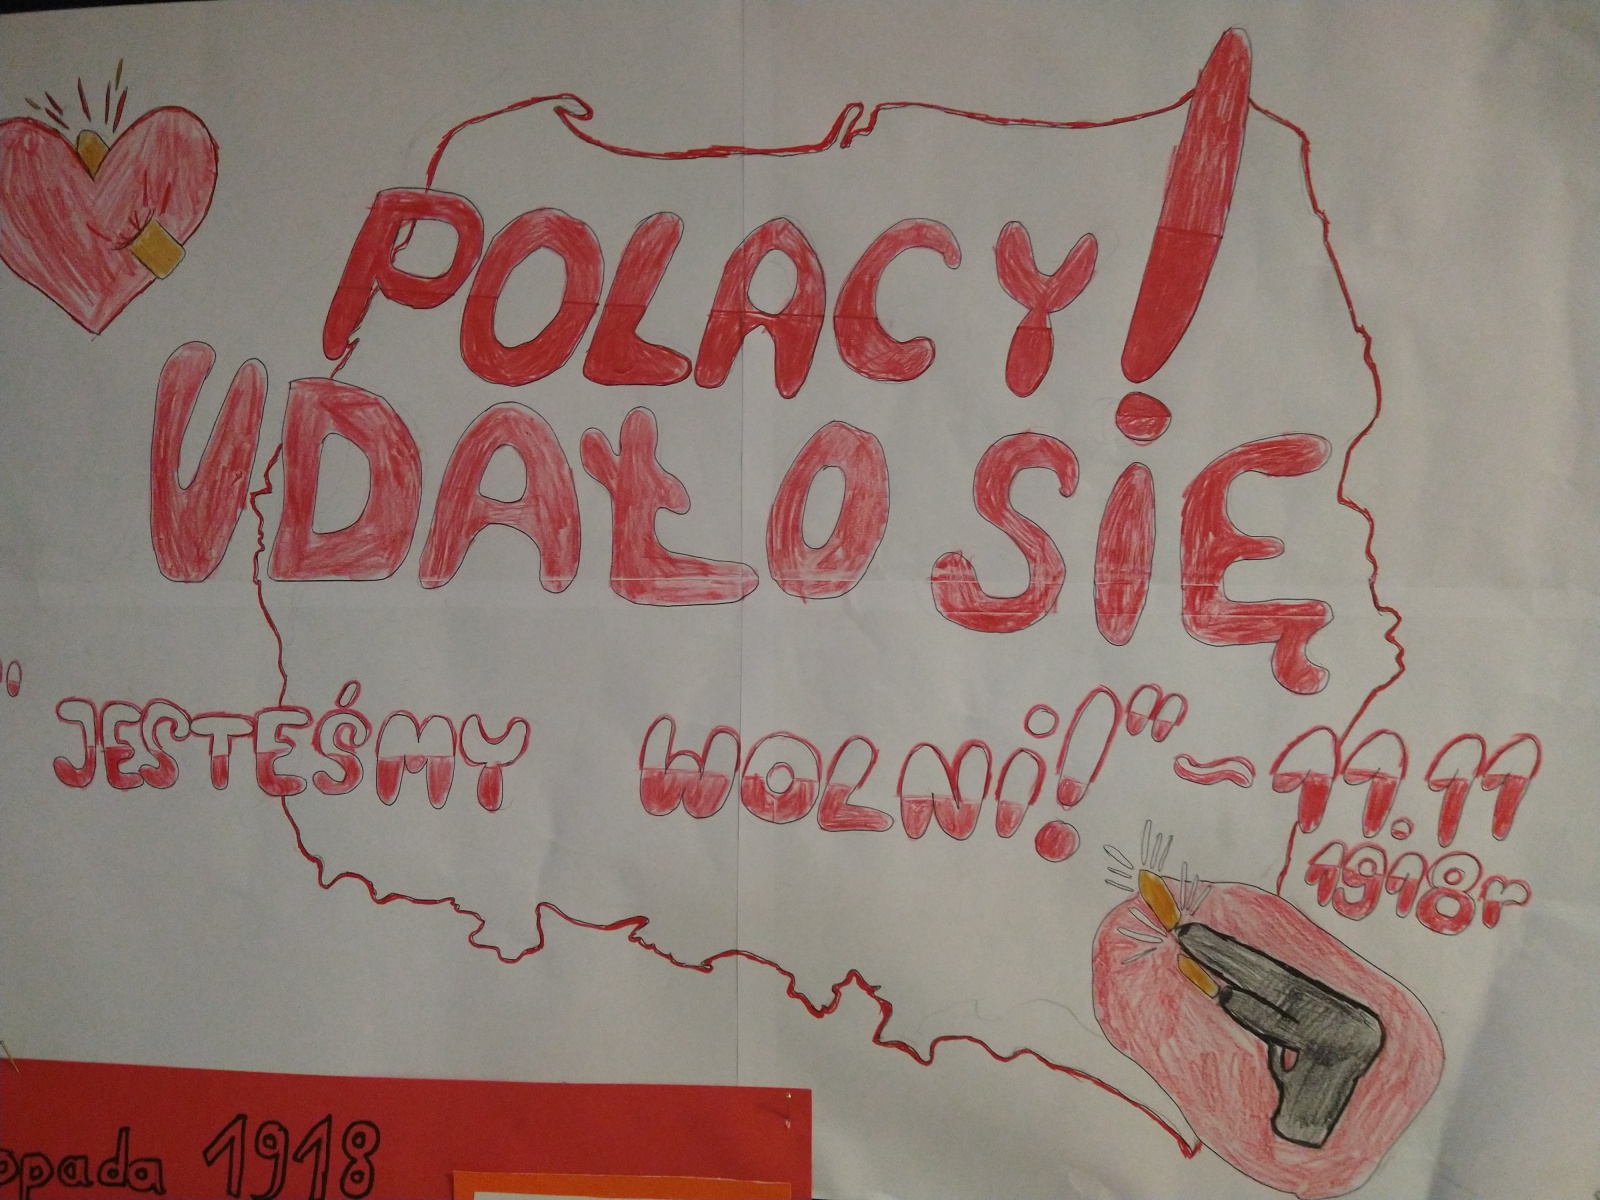 POLACY!
UDAŁO SIĘ
" JESTEŚMY WOLNI!" ~ 11.11
1918r
opada 1918